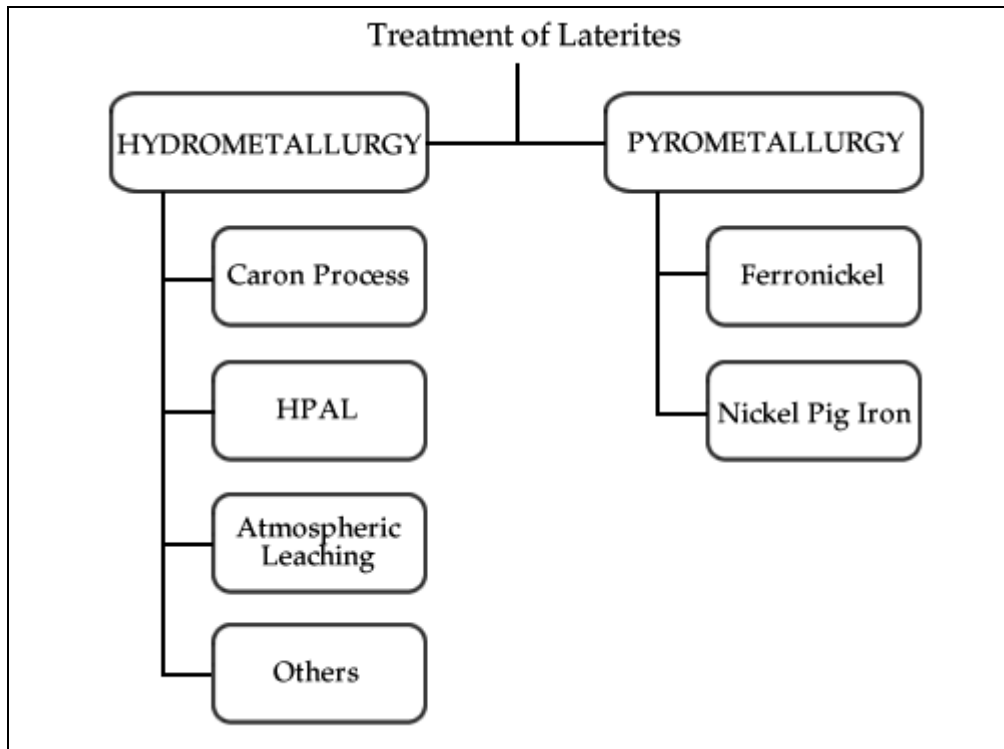 Treatment of Laterites
HYDROMETALLURGY
PYROMETALLURGY
Caron Process
Ferronickel
HPAL
Nickel Pig Iron
Atmospheric
Leaching
Others